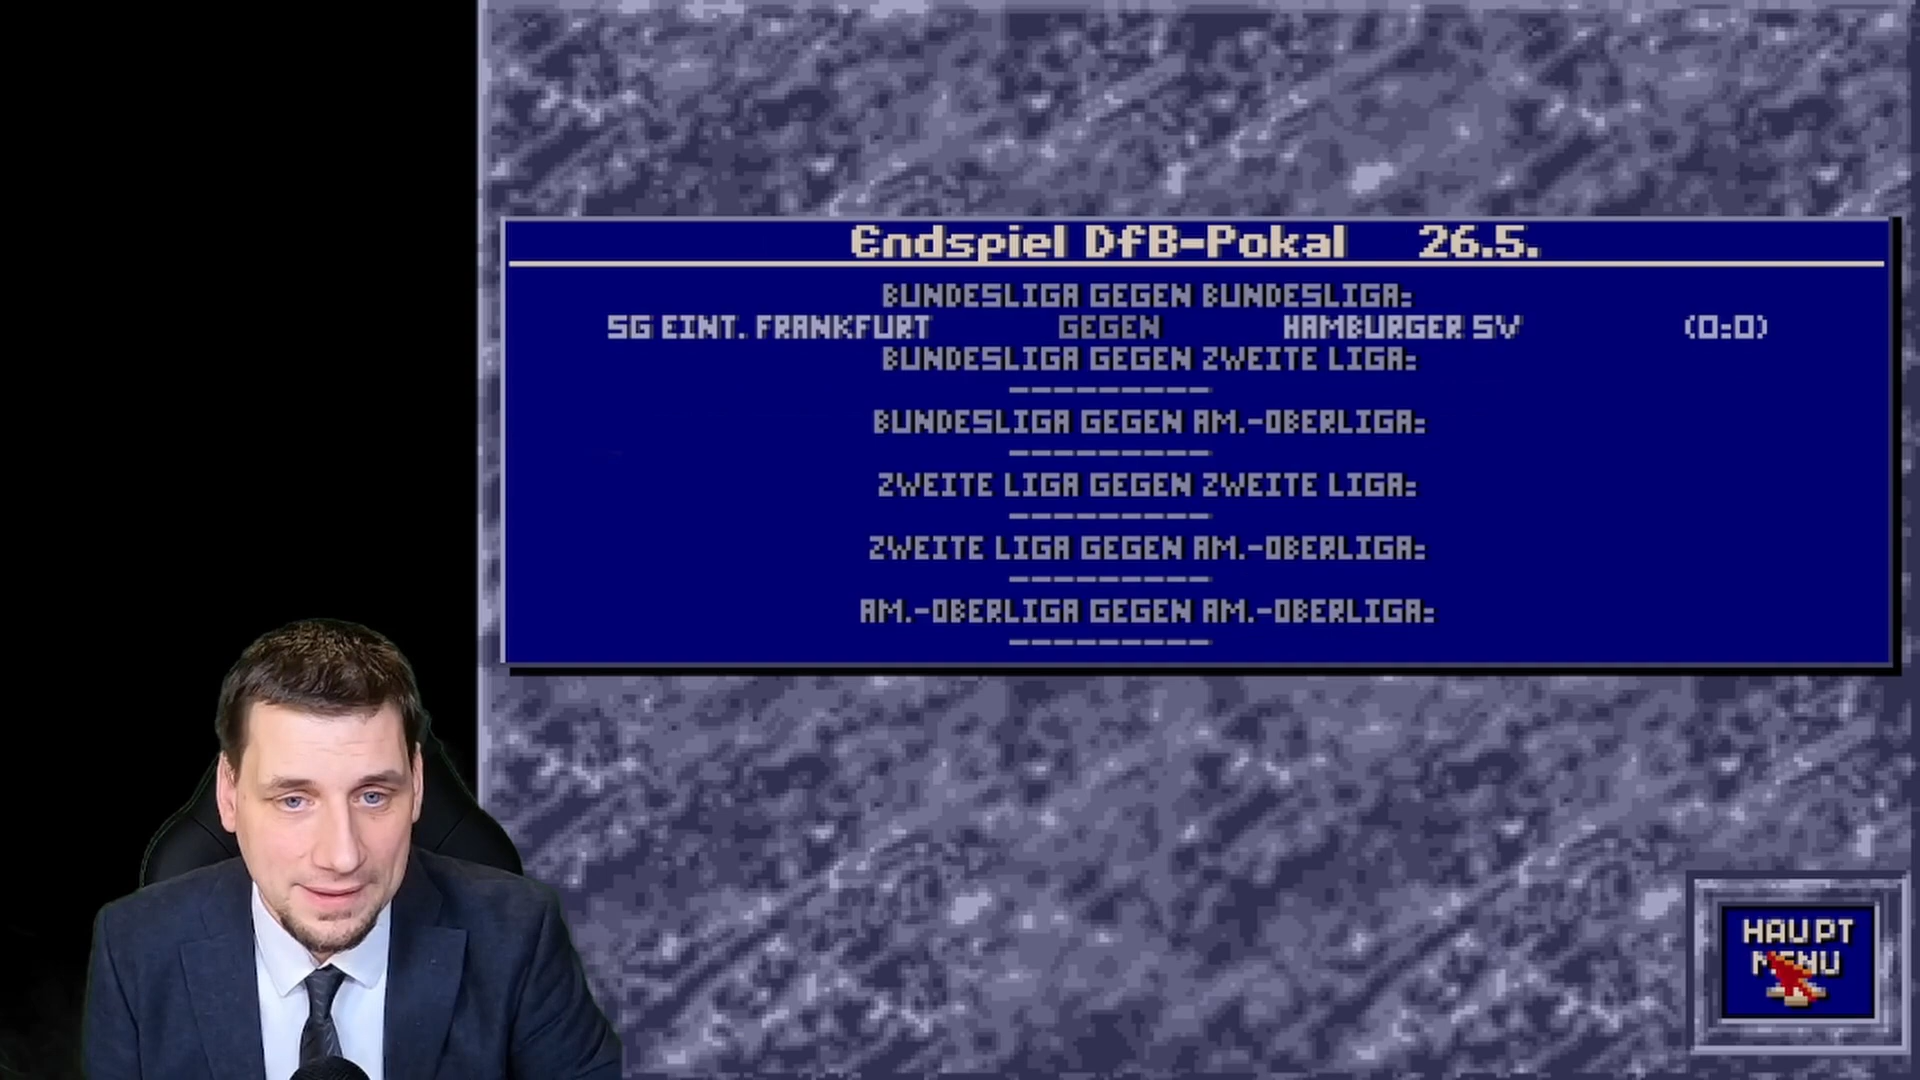 Endspiel DfB-Pokal 26.5.
BUNDESLIGA GEGEN BUNDESLIGA:
SG EINT. FRANKFURT GEGEN HAMBURGER SV (0:0)
BUNDESLIGA GEGEN ZWEITE LIGA:
----------
BUNDESLIGA GEGEN AM.-OBERLIGA:
----------
ZWEITE LIGA GEGEN ZWEITE LIGA:
----------
ZWEITE LIGA GEGEN AM.-OBERLIGA:
----------
AM.-OBERLIGA GEGEN AM.-OBERLIGA:
----------
HAUPT
MENU